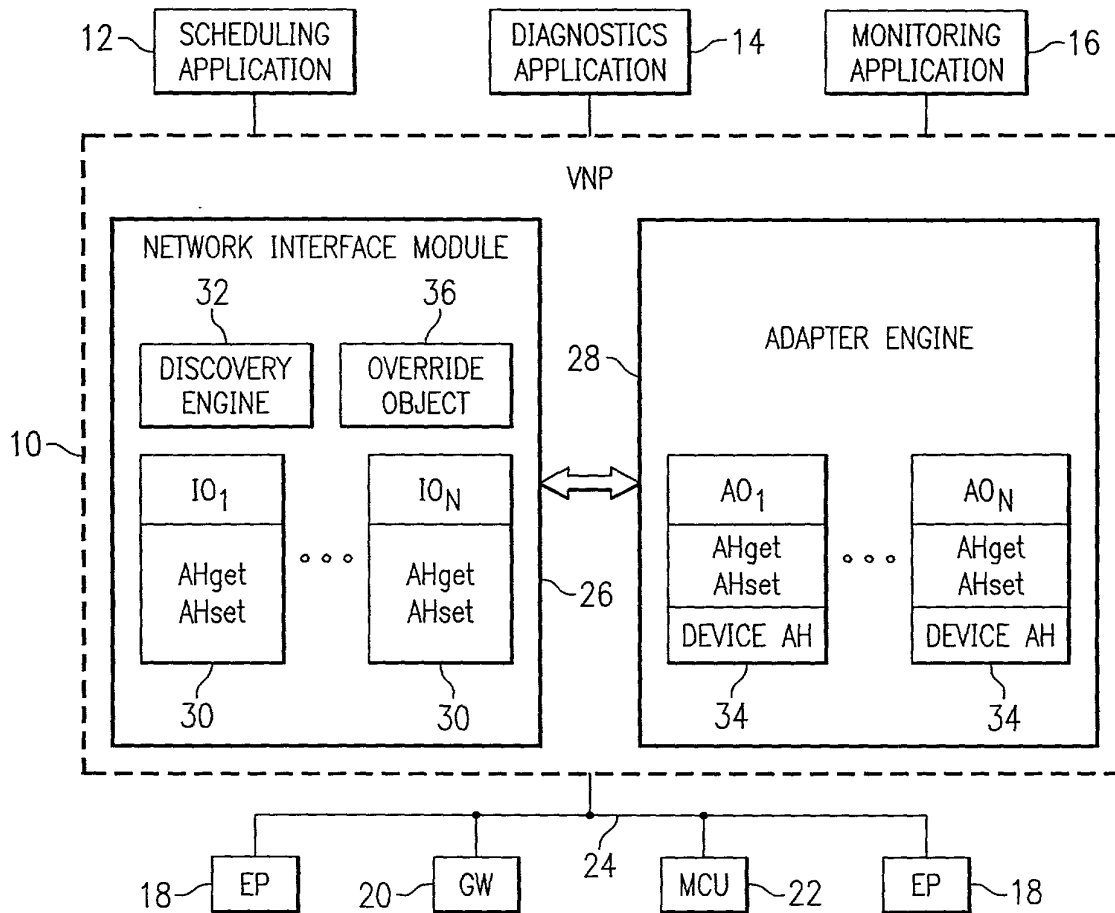 12
SCHEDULING
APPLICATION
DIAGNOSTICS
APPLICATION
14
MONITORING
APPLICATION
16
VNP
10
NETWORK INTERFACE MODULE
32
36
DISCOVERY
ENGINE
OVERRIDE
OBJECT
IO1
AHget
AHset
30
ION
AHget
AHset
30
26
28
ADAPTER ENGINE
AO1
AHget
AHset
DEVICE AH
34
AON
AHget
AHset
DEVICE AH
34
24
18
EP
20
GW
MCU
22
EP
18